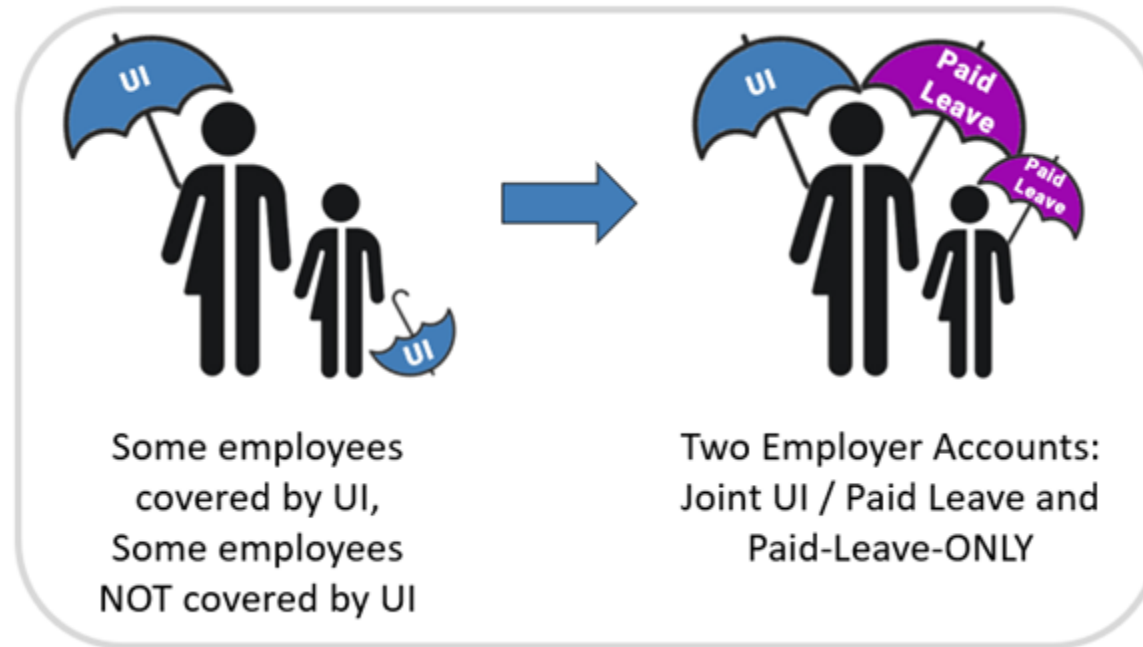 UI
UI
Some employees
covered by UI,
Some employees
NOT covered by UI
UI
Paid
Leave
Paid
Leave
Two Employer Accounts:
Joint UI / Paid Leave and
Paid-Leave-ONLY